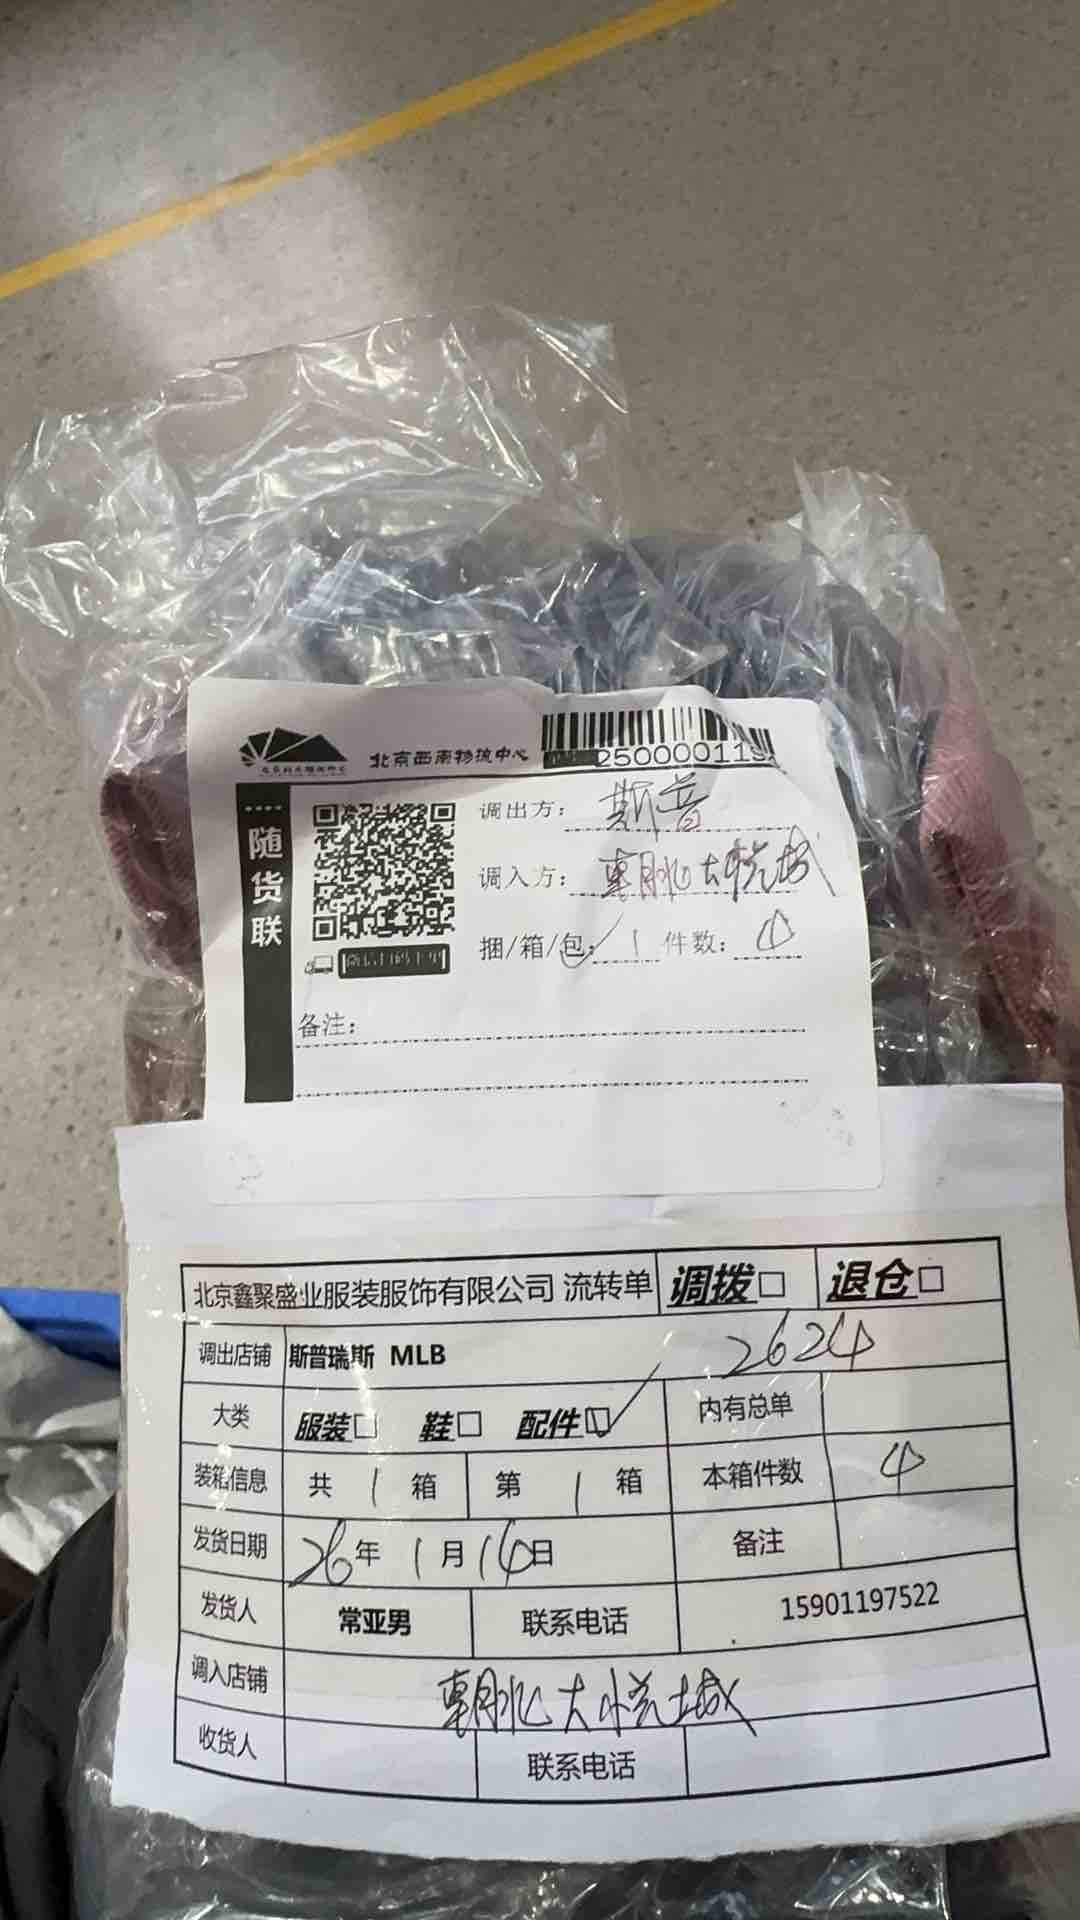 北京西南物流中心
25000011
随货联
调出方: 斯普
调入方: 朝北大悦城
捆/箱/包: 1 件数: 4
备注:
北京鑫聚盛业服装服饰有限公司 流转单 调拨□ 退仓□
调出店铺 斯普瑞斯 MLB 2624
大类 服装□ 鞋□ 配件☑ 内有总单
装箱信息 共 1 箱 第 1 箱 本箱件数 4
发货日期 26年 1月14日 备注
发货人 常亚男 联系电话 15901197522
调入店铺 朝北大悦城
收货人 联系电话